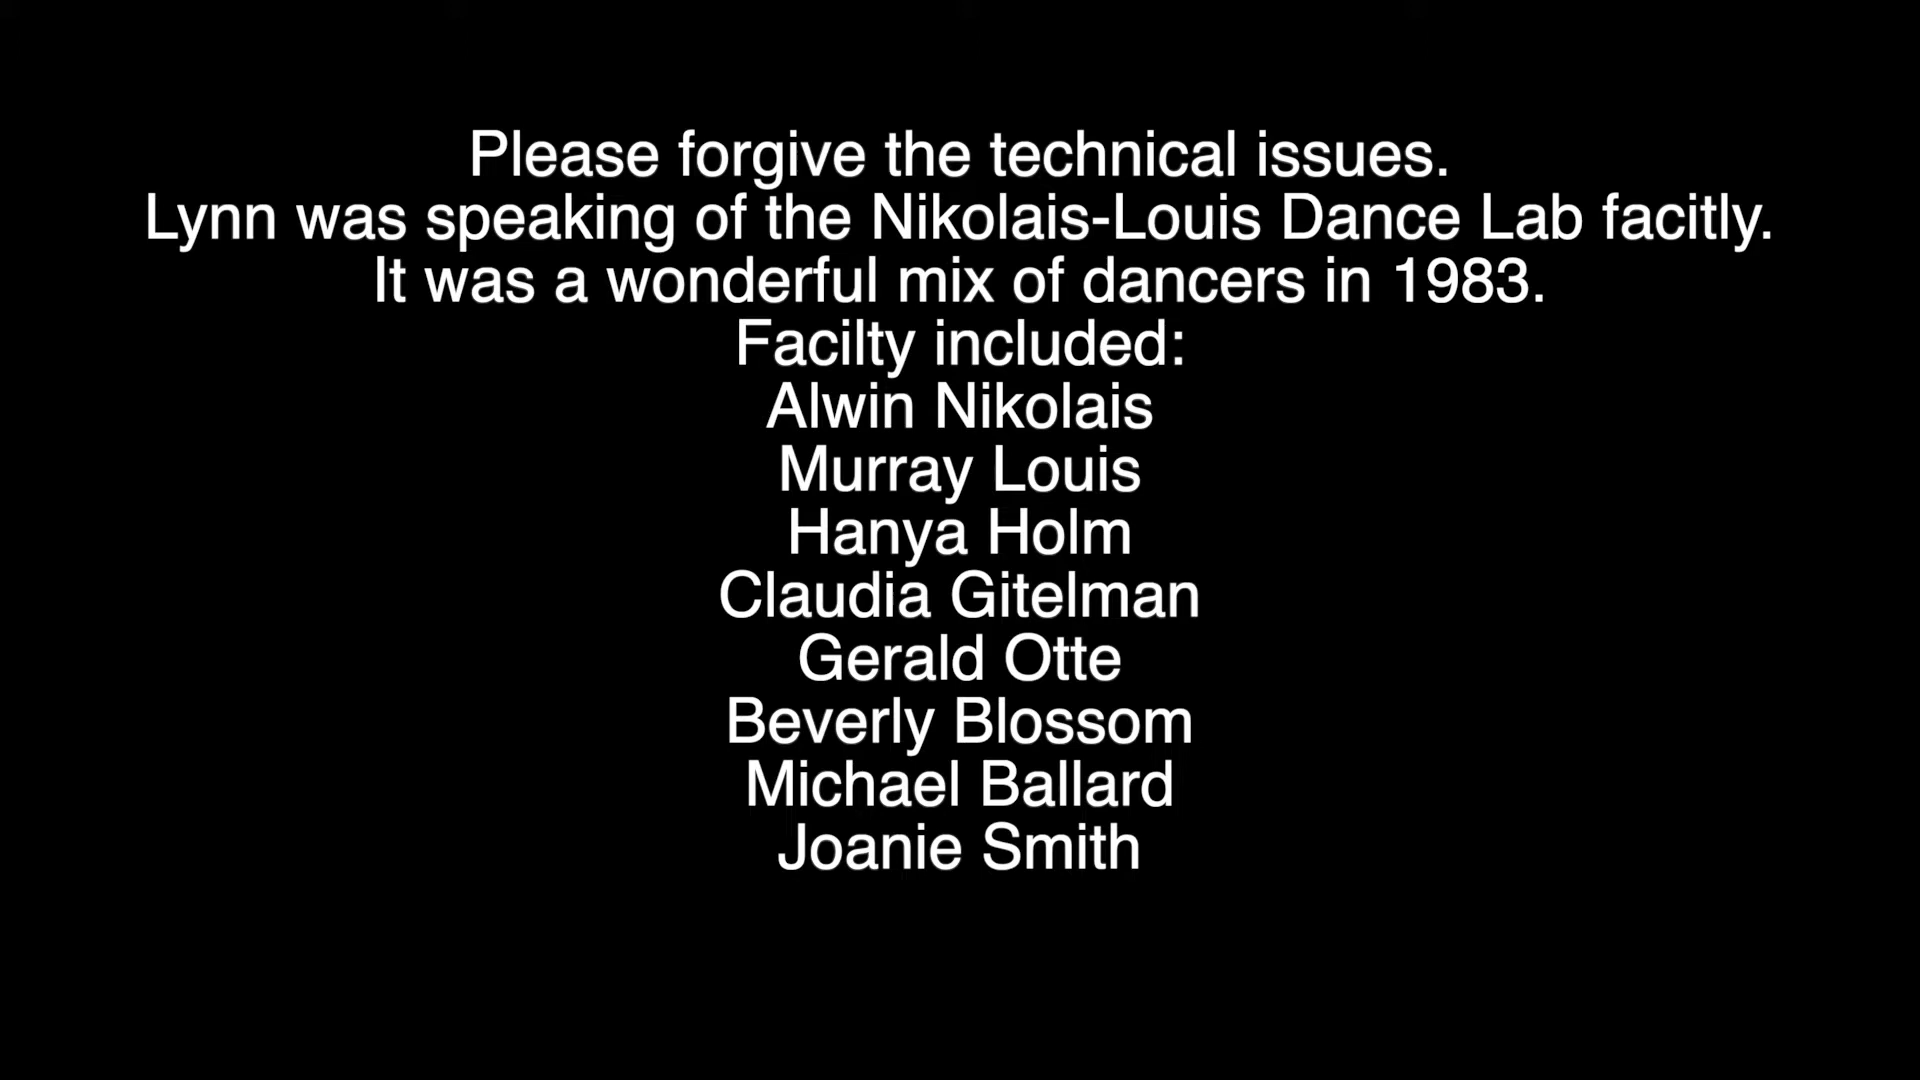 Please forgive the technical issues.
Lynn was speaking of the Nikolais-Louis Dance Lab facitly.
It was a wonderful mix of dancers in 1983.
Facilty included:
Alwin Nikolais
Murray Louis
Hanya Holm
Claudia Gitelman
Gerald Otte
Beverly Blossom
Michael Ballard
Joanie Smith